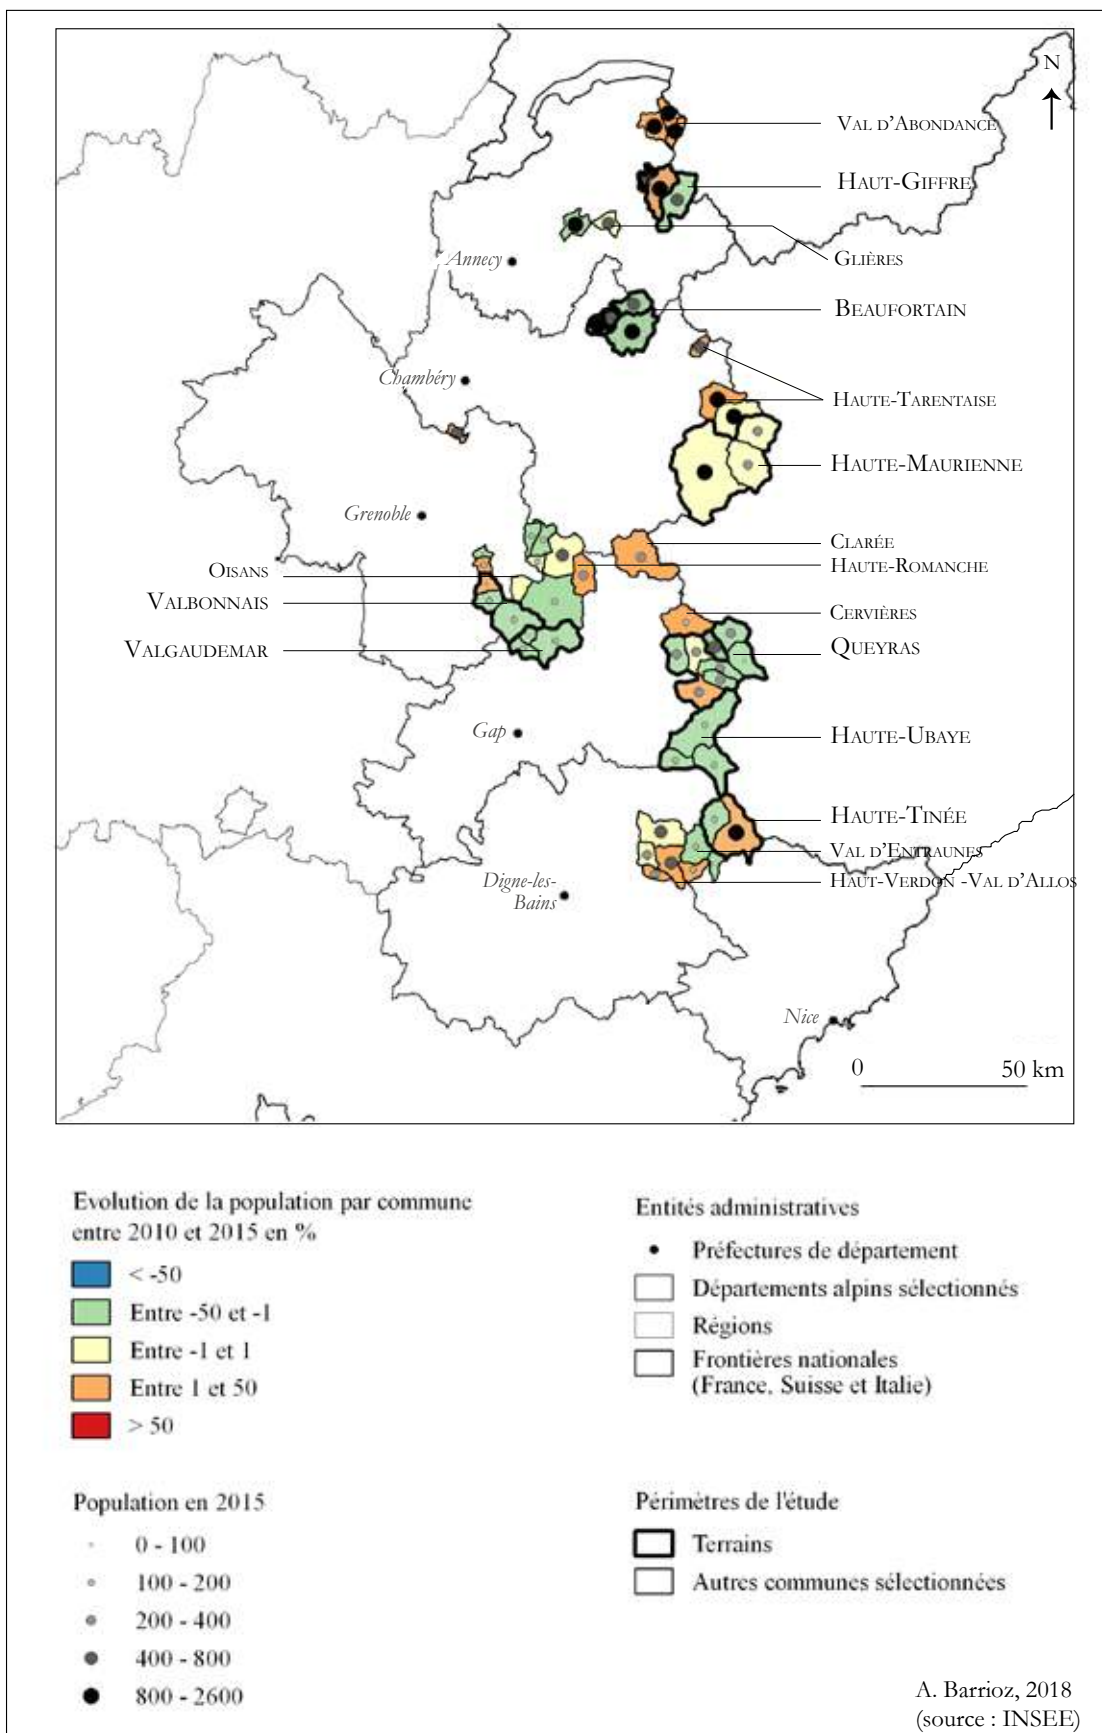 N
VAL D'ABONDANCE
HAUT-GIFFRE
GLIÈRES
Annecy
BEAUFORTAIN
Chambéry
HAUTE-TARENTAISE
HAUTE-MAURIENNE
Grenoble
CLARÉE
OISANS
HAUTE-ROMANCHE
VALBONNAIS
CERVIÈRES
VALGAUDEMAR
QUEYRAS
Gap
HAUTE-UBAYE
HAUTE-TINÉE
VAL D'ENTRAUNES
HAUT-VERDON -VAL D'ALLOS
Digne-les-
Bains
Nice
0 50 km
Evolution de la population par commune
entre 2010 et 2015 en %
< -50
Entre -50 et -1
Entre -1 et 1
Entre 1 et 50
> 50
Entités administratives
Préfectures de département
Départements alpins sélectionnés
Régions
Frontières nationales
(France, Suisse et Italie)
Population en 2015
0 - 100
100 - 200
200 - 400
400 - 800
800 - 2600
Périmètres de l'étude
Terrains
Autres communes sélectionnées
A. Barrioz, 2018
(source : INSEE)